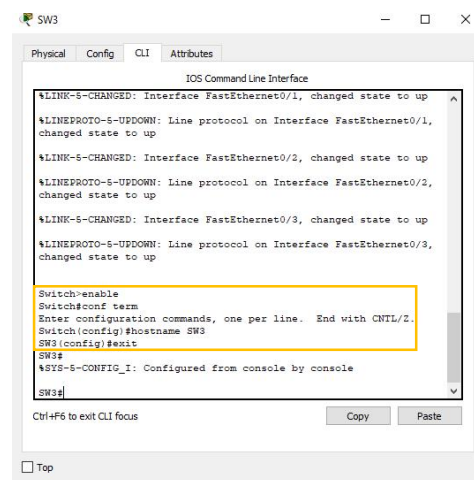 SW3
Physical Config CLI Attributes
IOS Command Line Interface
%LINK-5-CHANGED: Interface FastEthernet0/1, changed state to up
%LINEPROTO-5-UPDOWN: Line protocol on Interface FastEthernet0/1,
changed state to up
%LINK-5-CHANGED: Interface FastEthernet0/2, changed state to up
%LINEPROTO-5-UPDOWN: Line protocol on Interface FastEthernet0/2,
changed state to up
%LINK-5-CHANGED: Interface FastEthernet0/3, changed state to up
%LINEPROTO-5-UPDOWN: Line protocol on Interface FastEthernet0/3,
changed state to up
Switch>enable
Switch#conf term
Enter configuration commands, one per line. End with CNTL/Z.
Switch(config)#hostname SW3
SW3(config)#exit
SW3#
%SYS-5-CONFIG_I: Configured from console by console
SW3#
Ctrl+F6 to exit CLI focus Copy Paste
Top